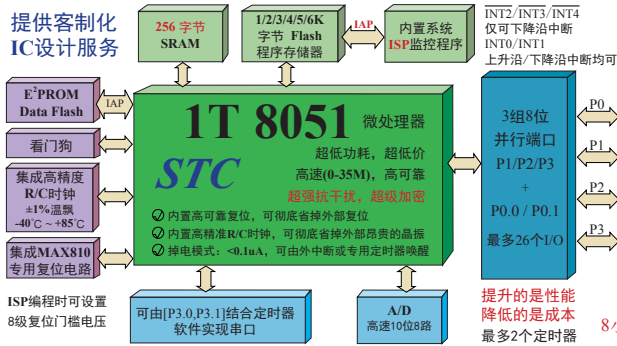 提供客制化
IC设计服务
256 字节
SRAM
1/2/3/4/5/6K
字节 Flash
程序存储器
IAP
内置系统
ISP监控程序
INT2/INT3/INT4
仅可下降沿中断
INT0/INT1
上升沿/下降沿中断均可
E²PROM
Data Flash
IAP
看门狗
集成高精度
R/C时钟
±1%温飘
-40℃~+85℃
集成MAX810
专用复位电路
ISP编程时可设置
8级复位门槛电压
1T 8051 微处理器
STC
超低功耗，超低价
高速(0-35M)，高可靠
超强抗干扰，超级加密
内置高可靠复位，可彻底省掉外部复位
内置高精准R/C时钟，可彻底省掉外部昂贵的晶振
掉电模式：<0.1uA，可由外中断或专用定时器唤醒
可由[P3.0,P3.1]结合定时器
软件实现串口
A/D
高速10位8路
3组8位
并行端口
P1/P2/P3
+
P0.0 / P0.1
最多26个I/O
P0
P1
P2
P3
提升的是性能
降低的是成本
最多2个定时器
8